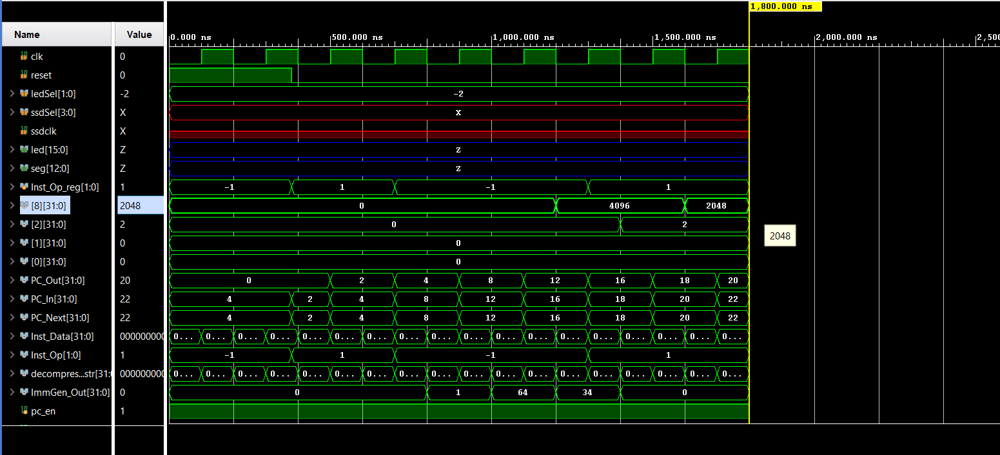 1,800.000 ns
Name Value 0.000 ns 500.000 ns 1,000.000 ns 1,500.000 ns 2,000.000 ns 2,50
clk 0
reset 0
ledSel[1:0] -2 -2
ssdSel[3:0] X X
ssdclk X
led[15:0] Z Z
seg[12:0] Z Z
Inst_Op_reg[1:0] 1 -1 1 -1 1
[8][31:0] 2048 0 4096 2048
[2][31:0] 2 0 2
2048
[1][31:0] 0 0
[0][31:0] 0 0
PC_Out[31:0] 20 0 2 4 8 12 16 18 20
PC_In[31:0] 22 4 2 4 8 12 16 18 20 22
PC_Next[31:0] 22 4 2 4 8 12 16 18 20 22
Inst_Data[31:0] 000000000 0... 0... 0... 0... 0... 0... 0... 0... 0... 0... 0... 0... 0... 0... 0... 0... 0... 0...
Inst_Op[1:0] 1 -1 1 -1 1
decompres...str[31: 000000000 0... 0... 0... 0... 0... 0... 0... 0... 0... 0... 0... 0... 0... 0... 0... 0... 0... 0...
ImmGen_Out[31:0] 0 0 1 64 34 0
pc_en 1